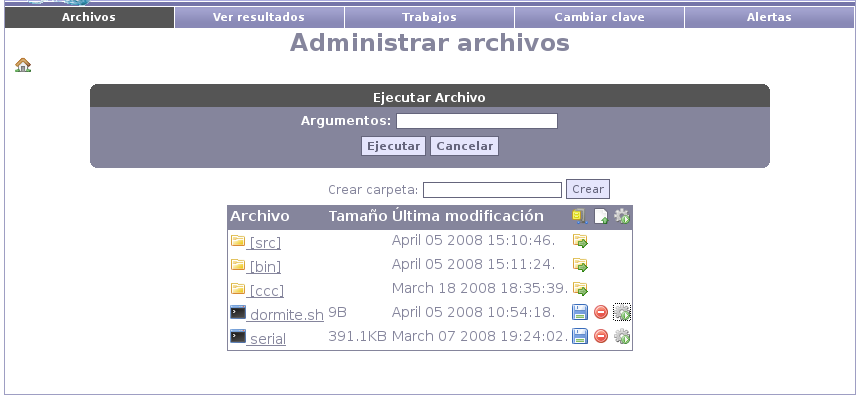 Archivos Ver resultados Trabajos Cambiar clave Alertas
Administrar archivos
Ejecutar Archivo
Argumentos:
Ejecutar Cancelar
Crear carpeta: Crear
Archivo Tamaño Última modificación
[src] April 05 2008 15:10:46.
[bin] April 05 2008 15:11:24.
[ccc] March 18 2008 18:35:39.
dormite.sh 9B April 05 2008 10:54:18.
serial 391.1KB March 07 2008 19:24:02.